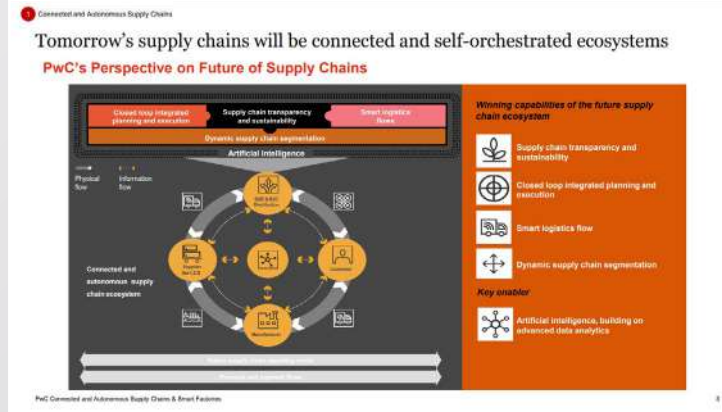 1 Connected and Autonomous Supply Chains
Tomorrow's supply chains will be connected and self-orchestrated ecosystems
PwC's Perspective on Future of Supply Chains
Closed loop integrated
planning and execution
Supply chain transparency
and sustainability
Smart logistics
flows
Dynamic supply chain segmentation
Artificial Intelligence
Physical
flow
Information
flow
Connected and
autonomous supply
chain ecosystem
Supplier
Customer
Winning capabilities of the future supply
chain ecosystem
Supply chain transparency and
sustainability
Closed loop integrated planning and
execution
Smart logistics flow
Dynamic supply chain segmentation
Key enabler
Artificial intelligence, building on
advanced data analytics
PwC Connected and Autonomous Supply Chains & Smart Factories